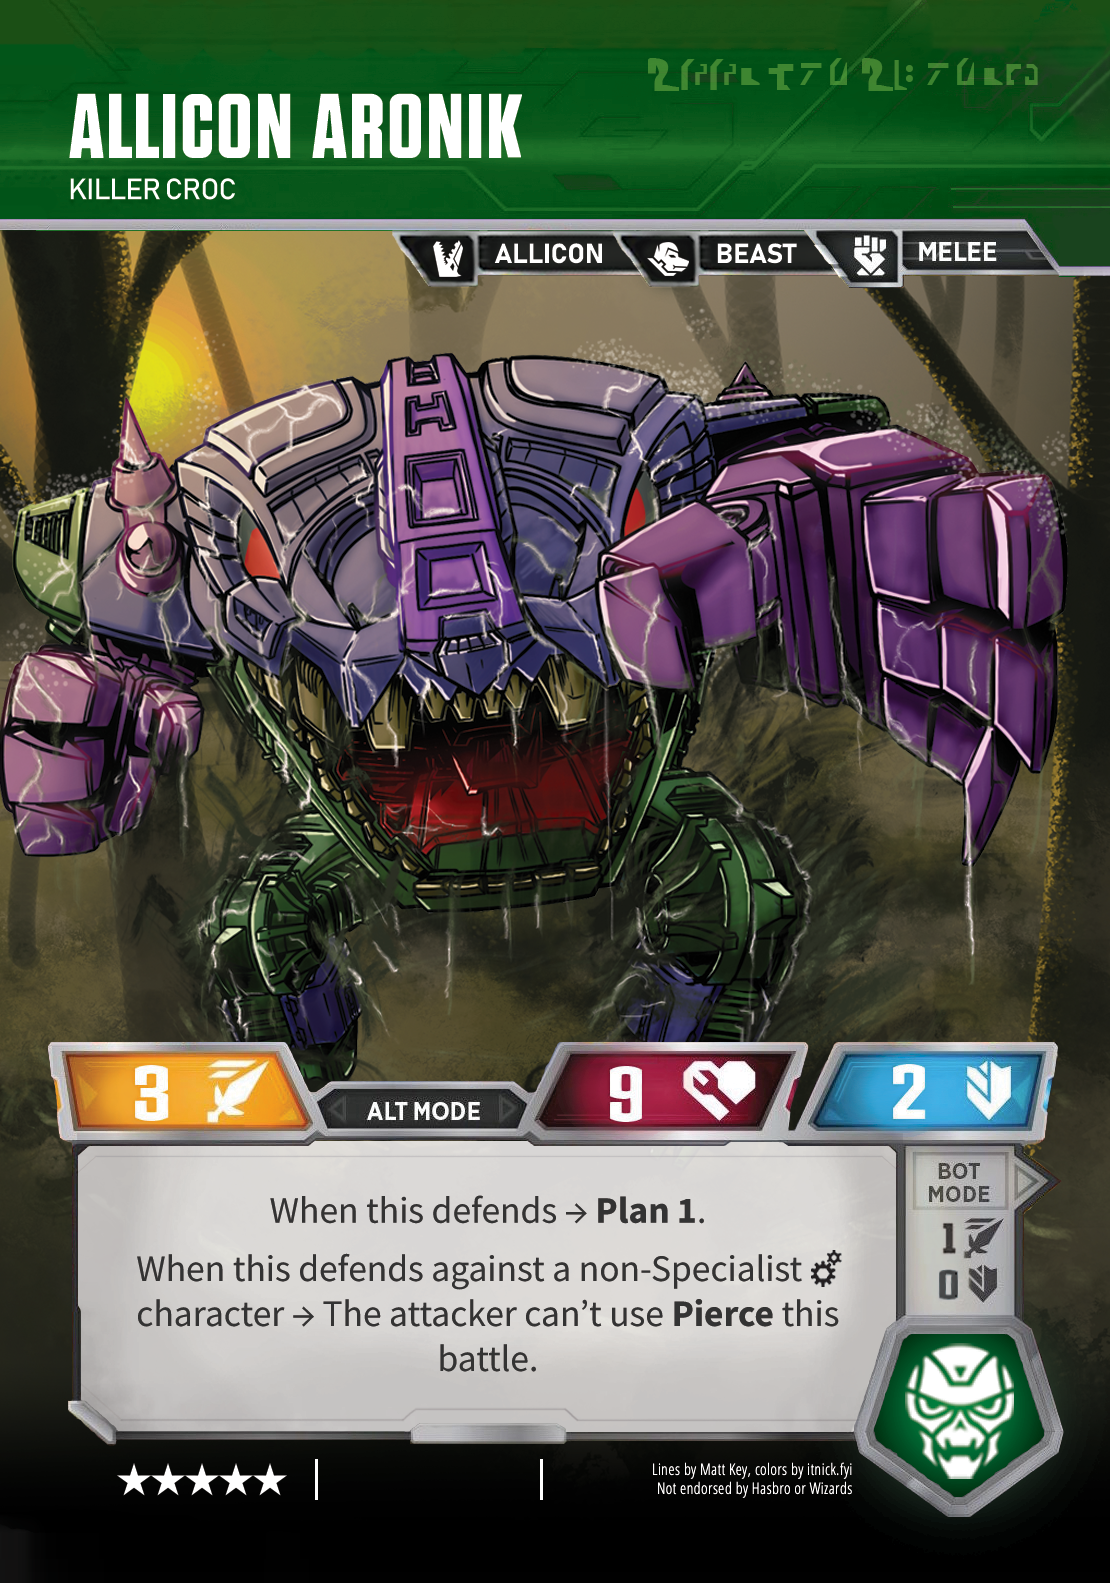 ALLICON ARONIK
KILLER CROC
ALLICON
BEAST
MELEE
3
ALT MODE
9
2
When this defends → Plan 1.
When this defends against a non-Specialist
character → The attacker can't use Pierce this
battle.
BOT
MODE
1
0
Lines by Matt Key, colors by itnick.fyi
Not endorsed by Hasbro or Wizards